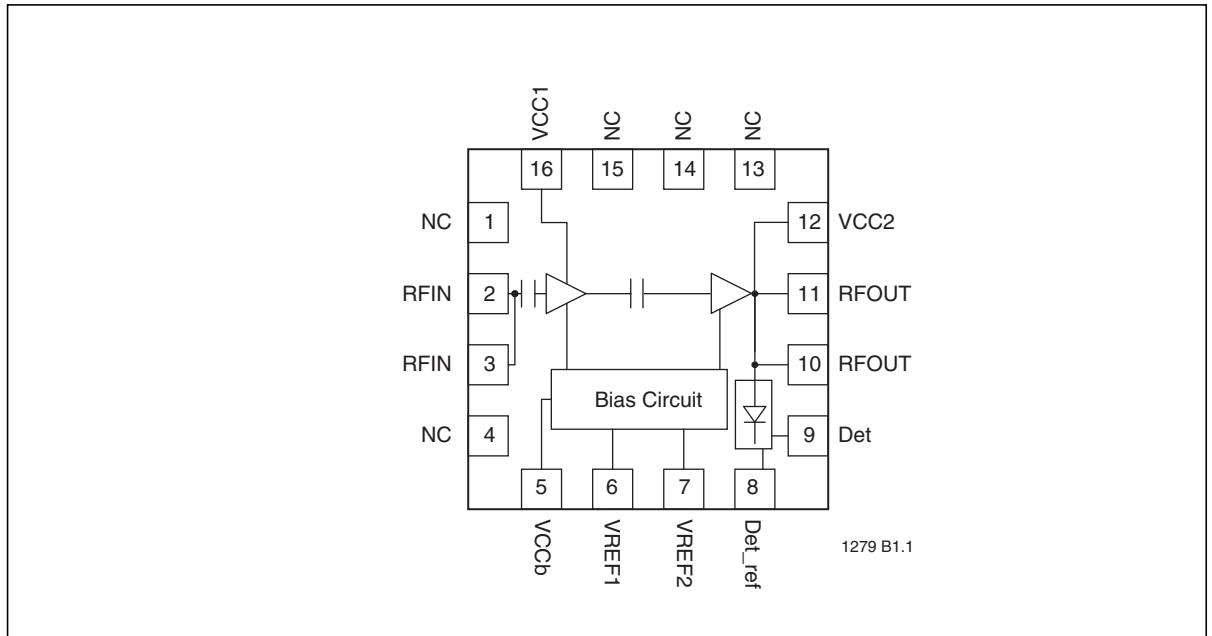 VCC1 NC NC NC
16 15 14 13
NC 1 12 VCC2
RFIN 2 11 RFOUT
RFIN 3 10 RFOUT
Bias Circuit
NC 4 9 Det
5 6 7 8
VCCb VREF1 VREF2 Det_ref
1279 B1.1